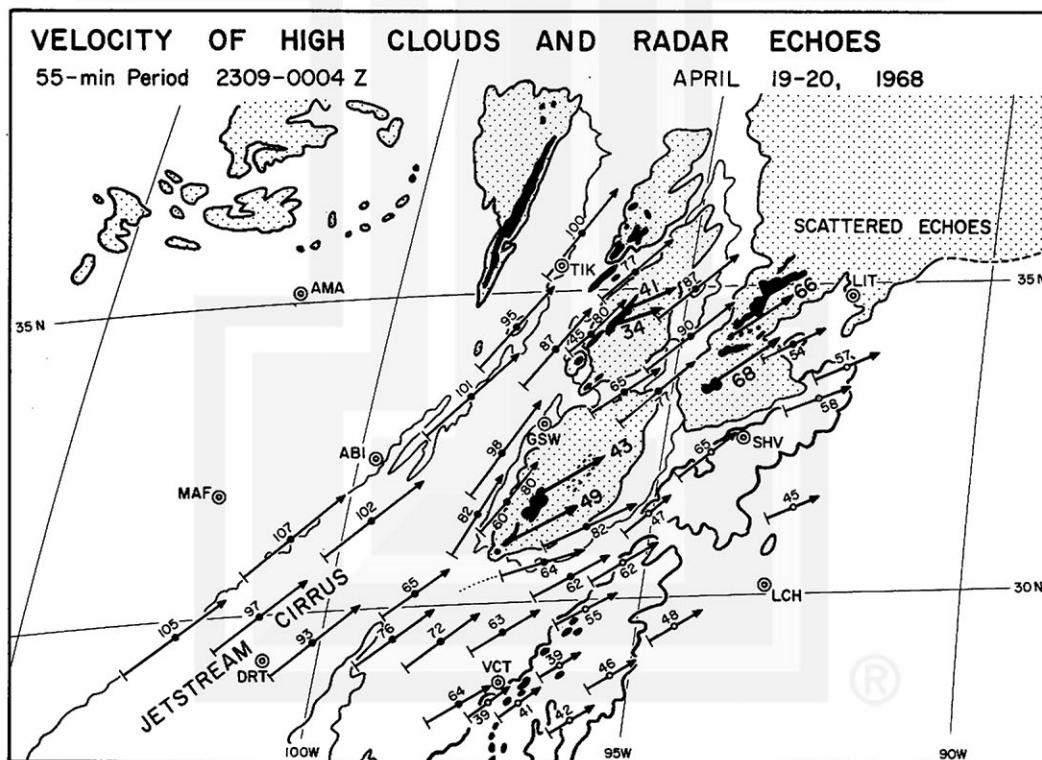 VELOCITY OF HIGH CLOUDS AND RADAR ECHOES
55-min Period 2309-0004 Z
APRIL 19-20, 1968
SCATTERED ECHOES
100
TIK
77
41
87
66
LIT
35 N
AMA
35 N
95
87
45
80
34
90
68
54
57
58
101
65
77
GSW
43
SHV
65
ABI
98
MAF
80
49
82
60
47
45
102
107
82
64
62
62
LCH
30 N
JETSTREAM CIRRUS
105
97
93
65
76
72
63
55
48
DRT
VCT
39
46
64
39
41
42
100W
95W
90W
®